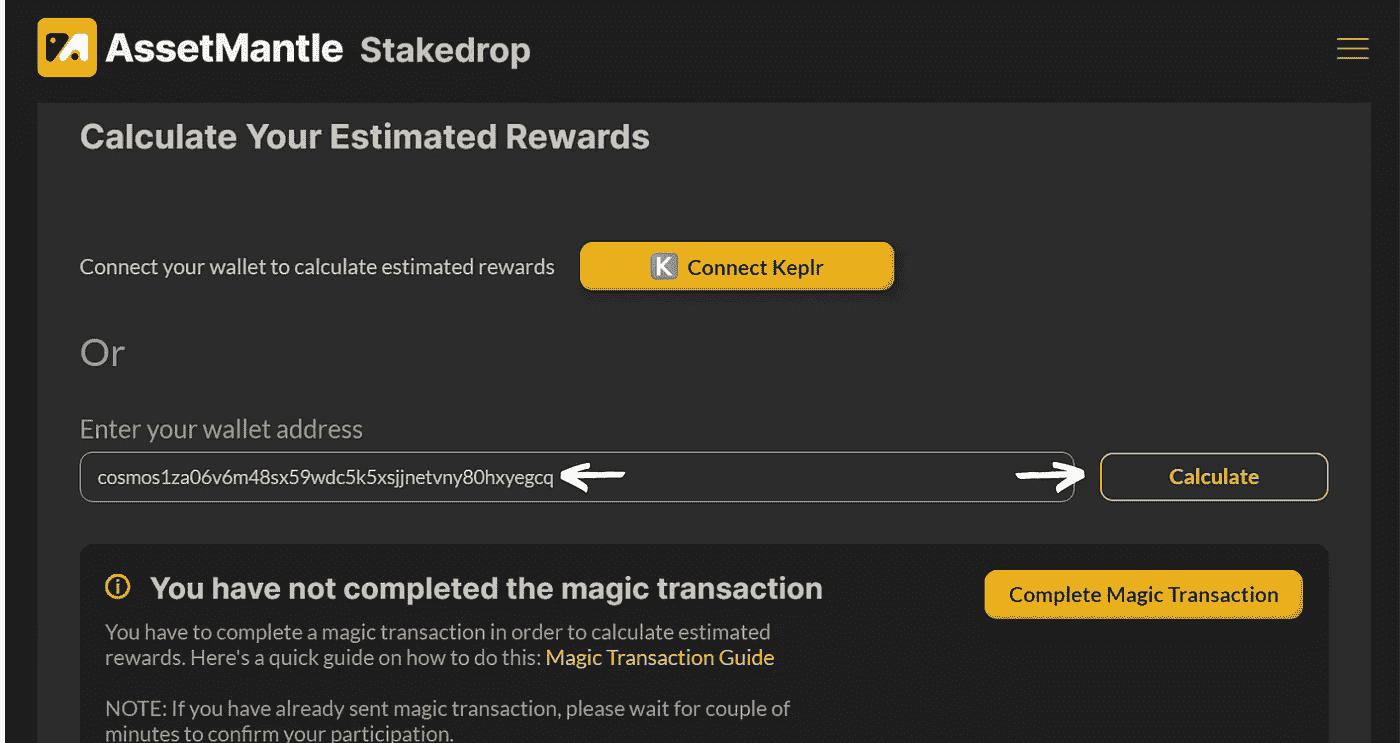 AssetMantle Stakedrop
Calculate Your Estimated Rewards
Connect your wallet to calculate estimated rewards
K Connect Keplr
Or
Enter your wallet address
cosmos1za06v6m48sx59wdc5k5xsjjnetvny80hxyegcq
Calculate
You have not completed the magic transaction
Complete Magic Transaction
You have to complete a magic transaction in order to calculate estimated
rewards. Here's a quick guide on how to do this: Magic Transaction Guide
NOTE: If you have already sent magic transaction, please wait for couple of
minutes to confirm your participation.